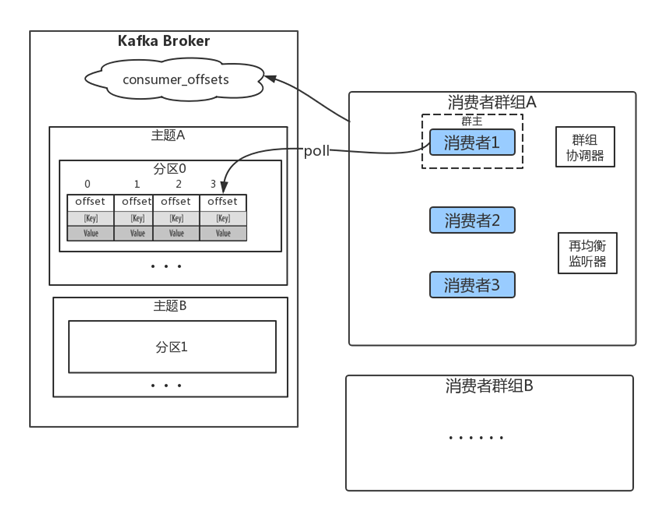 Kafka Broker
consumer_offsets
主题A
分区0
0 1 2 3
offset offset offset offset
[Key] [Key] [Key] [Key]
Value Value Value Value
...
主题B
分区1
...
poll
消费者群组A
群主
消费者1
群组
协调器
消费者2
再均衡
监听器
消费者3
消费者群组B
......